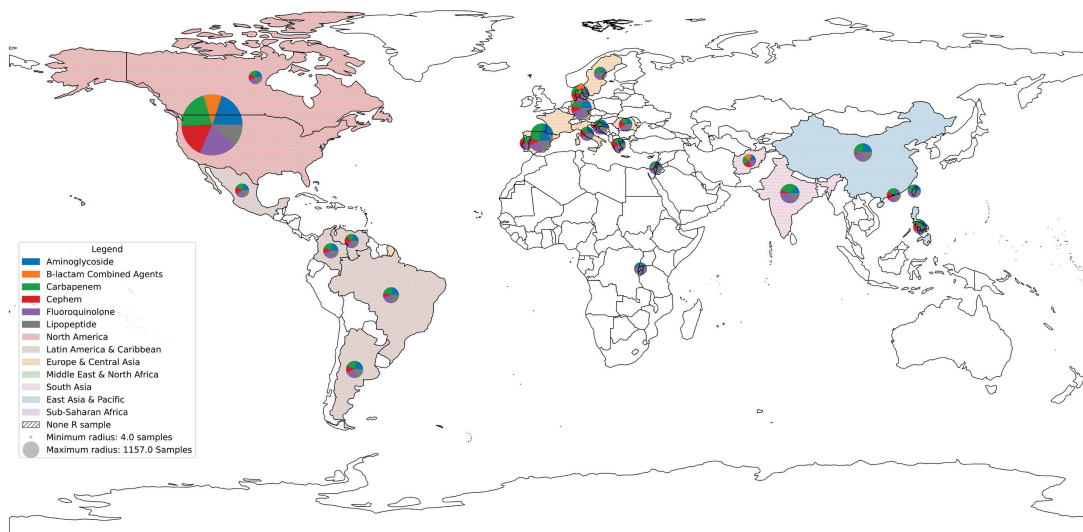 Legend
Aminoglycoside
B-lactam Combined Agents
Carbapenem
Cephem
Fluoroquinolone
Lipopeptide
North America
Latin America & Caribbean
Europe & Central Asia
Middle East & North Africa
South Asia
East Asia & Pacific
Sub-Saharan Africa
None R sample
Minimum radius: 4.0 samples
Maximum radius: 1157.0 Samples